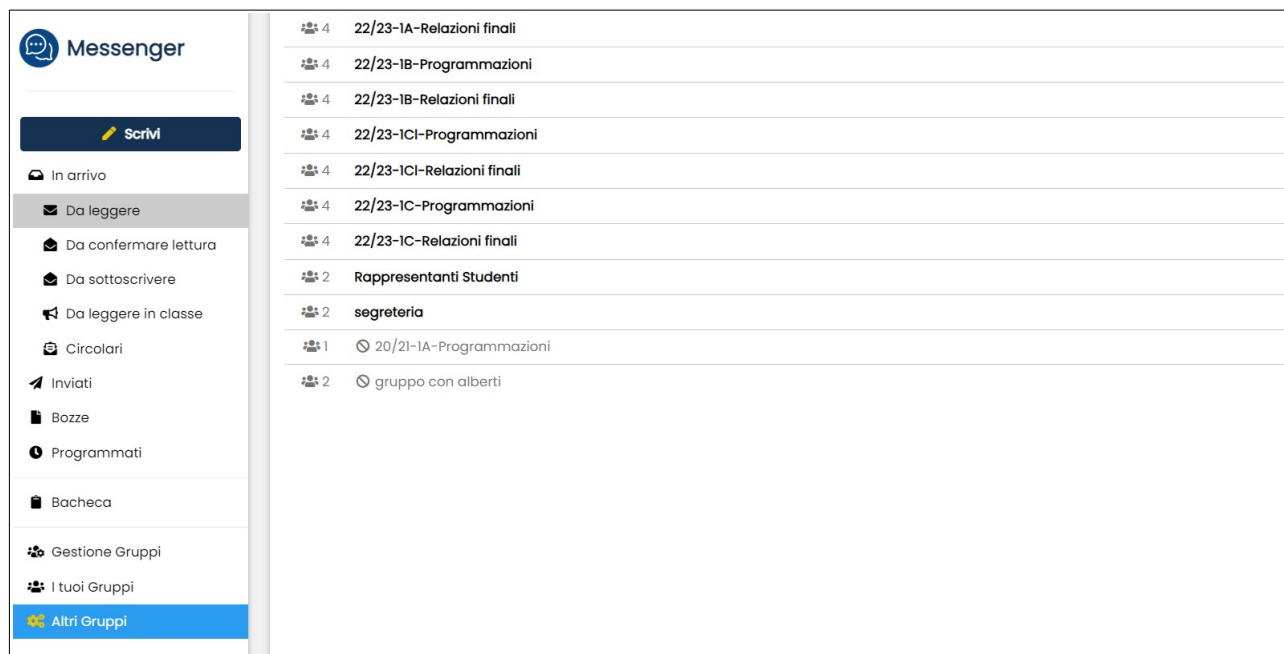 Messenger
Scrivi
In arrivo
Da leggere
Da confermare lettura
Da sottoscrivere
Da leggere in classe
Circolari
Inviati
Bozze
Programmati
Bacheca
Gestione Gruppi
I tuoi Gruppi
Altri Gruppi
4 22/23-1A-Relazioni finali
4 22/23-1B-Programmazioni
4 22/23-1B-Relazioni finali
4 22/23-1Cl-Programmazioni
4 22/23-1Cl-Relazioni finali
4 22/23-1C-Programmazioni
4 22/23-1C-Relazioni finali
2 Rappresentanti Studenti
2 segreteria
1 20/21-1A-Programmazioni
2 gruppo con alberti